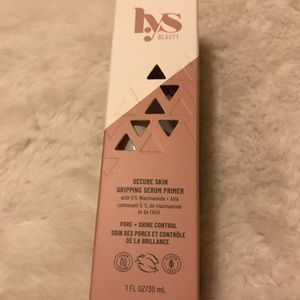 lys
BEAUTY
SECURE SKIN
GRIPPING SERUM PRIMER
with 5% Niacinamide + AHA
contenant 5 % de niacinamide
et de l'AHA
PORE + SHINE CONTROL
SOIN DES PORES ET CONTRÔLE
DE LA BRILLANCE
1 FL OZ/30 mL